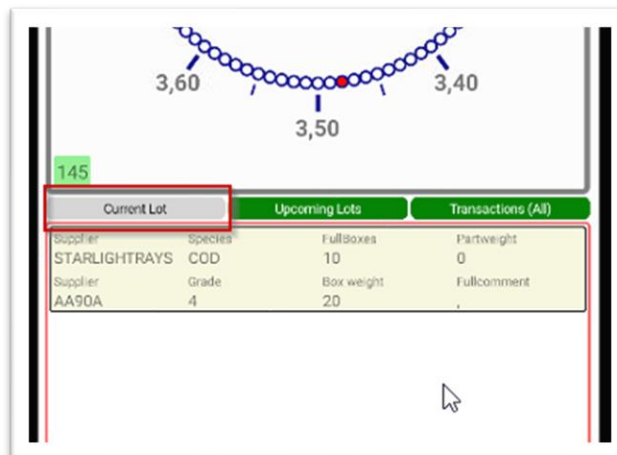 3,60
3,40
3,50
145
Current Lot Upcoming Lots Transactions (All)
Supplier Species FullBoxes Partweight
STARLIGHTRAYS COD 10 0
Supplier Grade Box weight Fullcomment
AA90A 4 20 ,